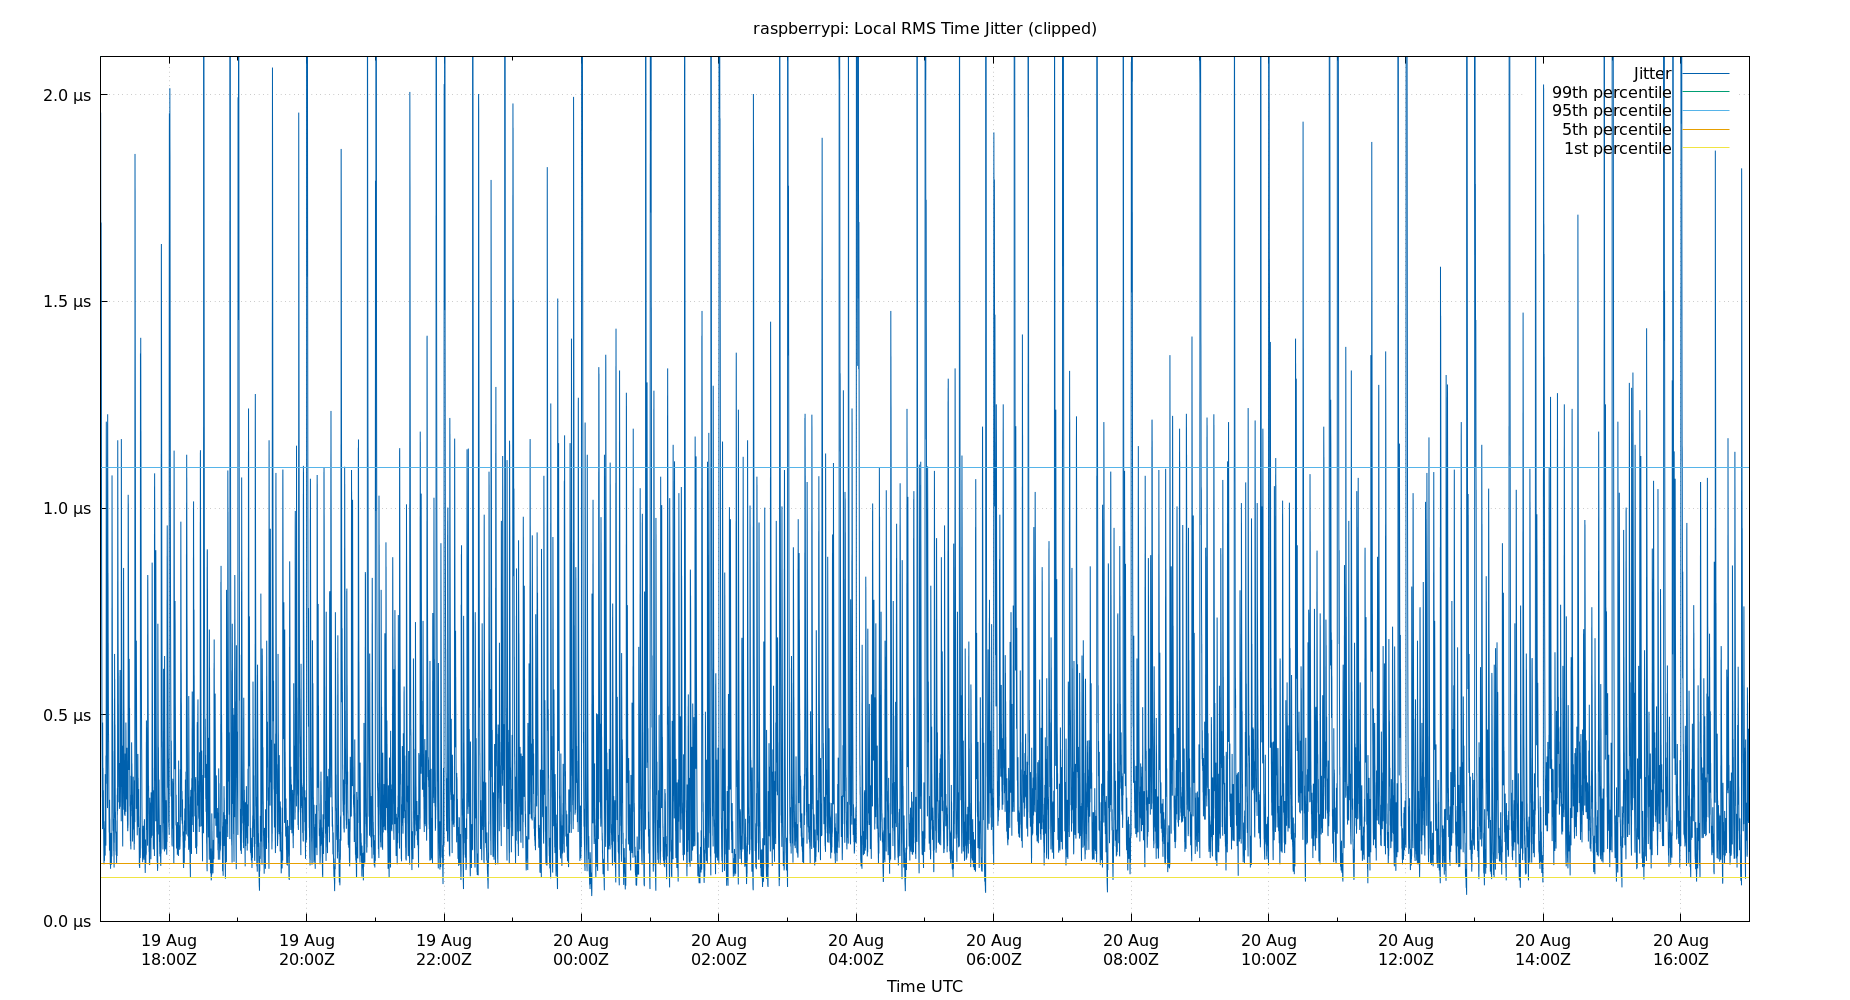 raspberrypi: Local RMS Time Jitter (clipped)
Jitter
99th percentile
95th percentile
5th percentile
1st percentile
2.0 µs
1.5 µs
1.0 µs
0.5 µs
0.0 µs
19 Aug 19 Aug 19 Aug 20 Aug 20 Aug 20 Aug 20 Aug 20 Aug 20 Aug 20 Aug 20 Aug 20 Aug
18:00Z 20:00Z 22:00Z 00:00Z 02:00Z 04:00Z 06:00Z 08:00Z 10:00Z 12:00Z 14:00Z 16:00Z
Time UTC